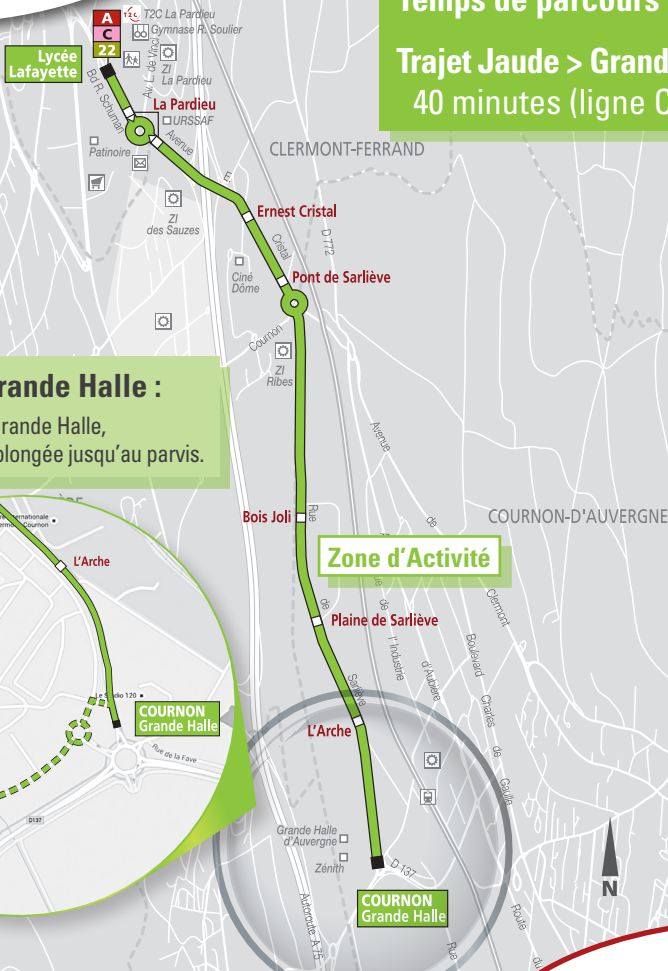 Temps de parcours
Trajet Jaude > Grand
40 minutes (ligne C
A
C
22
T2C
T2C La Pardieu
Gymnase R. Soulier
Lycée
Lafayette
Av. L. de Vinci
ZI
La Pardieu
Bd R. Schuman
La Pardieu
URSSAF
Patinoire
Avenue
E
CLERMONT-FERRAND
ZI
des Sauzes
Ernest Cristal
Cristal
D 772
Ciné
Dôme
Pont de Sarliève
Cournon
ZI
Ribes
rande Halle :
rande Halle,
olongée jusqu'au parvis.
Avenue
de
Clermont
Bois Joli
Rue
COURNON-D'AUVERGNE
Zone d'Activité
de
Plaine de Sarliève
Sarliève
de
l' Industrie
d'Aubière
Boulevard
Charles
de
Gaulle
L'Arche
L'Arche
Le Studio 120
COURNON
Grande Halle
Rue de la Fave
D137
Grande Halle
d'Auvergne
Zénith
D 137
COURNON
Grande Halle
Autoroute A 75
Rue
Route
du
N